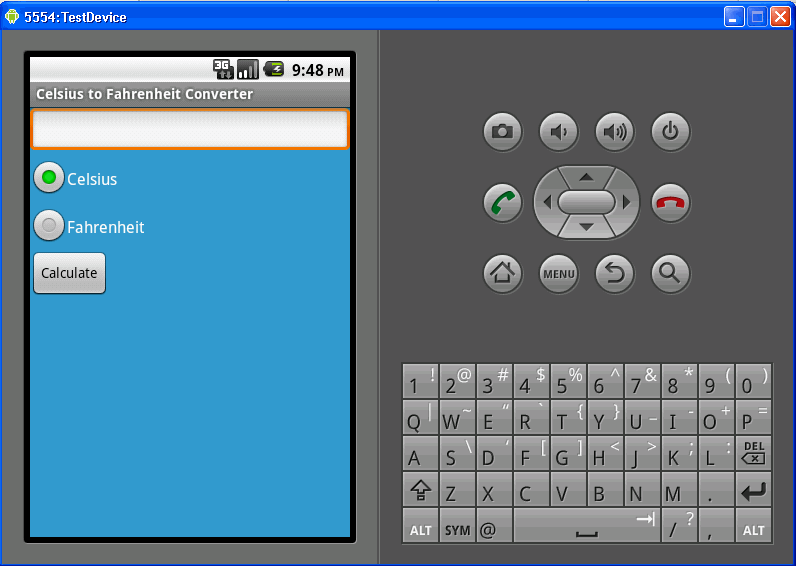 5554:TestDevice
3G 9:48 PM
Celsius to Fahrenheit Converter
Celsius
Fahrenheit
Calculate
MENU
1 ! 2 @ 3 # 4 $ 5 % 6 ^ 7 & 8 * 9 ( 0 )
Q | W ~ E “ R ` T { Y } U _ I - O + P =
A S \ D ‘ F [ G ] H < J > K ; L : DEL
Z X C V B N M .
ALT SYM @ / ? , ALT